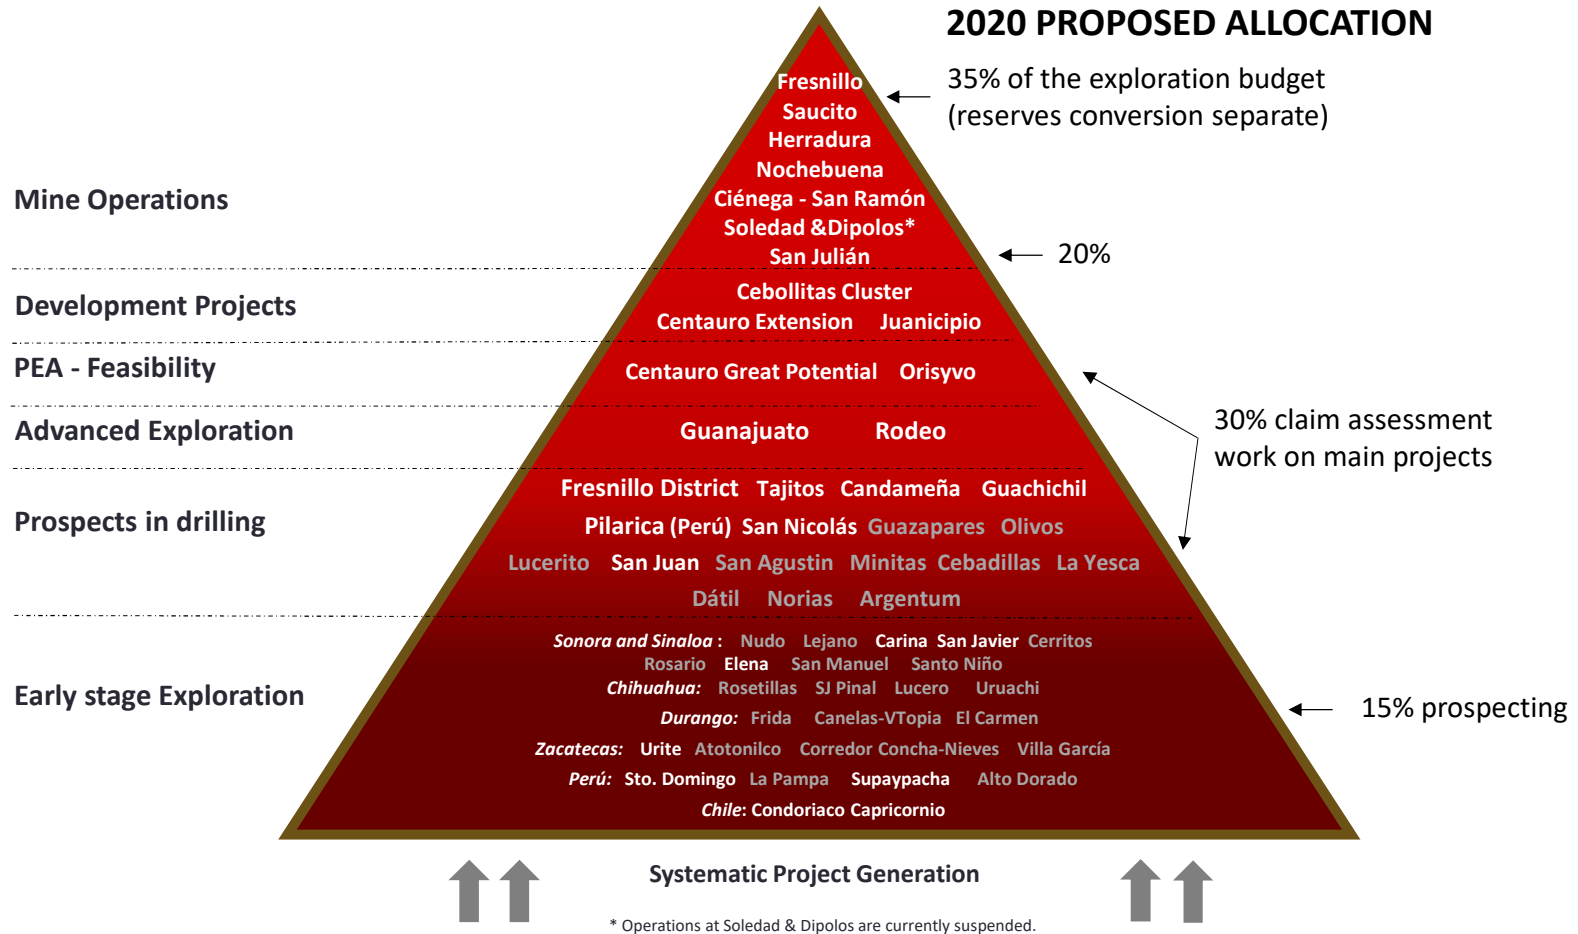 2020 PROPOSED ALLOCATION
35% of the exploration budget
(reserves conversion separate)
Fresnillo
Saucito
Herradura
Nochebuena
Mine Operations
Ciénega - San Ramón
Soledad &Dipolos*
San Julián
20%
Development Projects
Cebollitas Cluster
Centauro Extension Juanicipio
PEA - Feasibility
Centauro Great Potential Orisyvo
Advanced Exploration
Guanajuato Rodeo
30% claim assessment
work on main projects
Prospects in drilling
Fresnillo District Tajitos Candameña Guachichil
Pilarica (Perú) San Nicolás Guazapares Olivos
Lucerito San Juan San Agustin Minitas Cebadillas La Yesca
Dátil Norias Argentum
Early stage Exploration
Sonora and Sinaloa : Nudo Lejano Carina San Javier Cerritos
Rosario Elena San Manuel Santo Niño
Chihuahua: Rosetillas SJ Pinal Lucero Uruachi
Durango: Frida Canelas-VTopia El Carmen
Zacatecas: Urite Atotonilco Corredor Concha-Nieves Villa García
Perú: Sto. Domingo La Pampa Supaypacha Alto Dorado
Chile: Condoriaco Capricornio
15% prospecting
Systematic Project Generation
* Operations at Soledad & Dipolos are currently suspended.